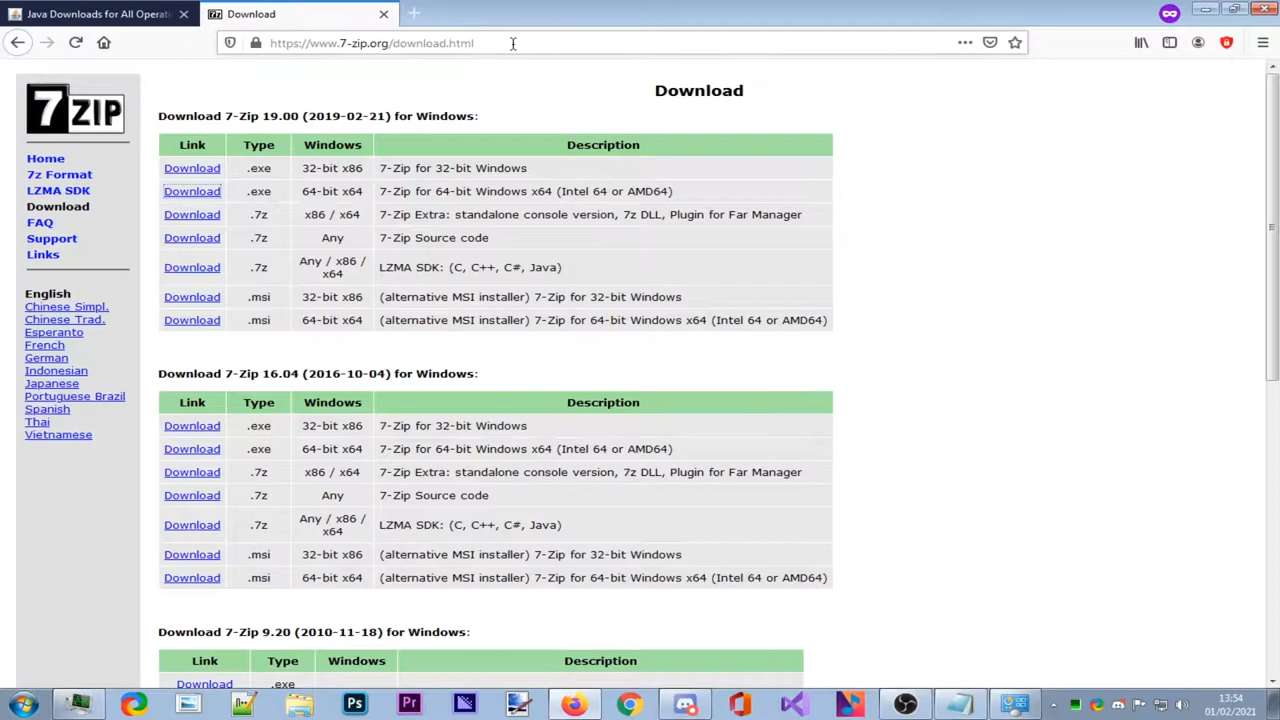 Java Downloads for All Operati
Download
https://www.7-zip.org/download.html
7ZIP
Home
7z Format
LZMA SDK
Download
FAQ
Support
Links
English
Chinese Simpl.
Chinese Trad.
Esperanto
French
German
Indonesian
Japanese
Portuguese Brazil
Spanish
Thai
Vietnamese
Download
Download 7-Zip 19.00 (2019-02-21) for Windows:
Link Type Windows Description
Download .exe 32-bit x86 7-Zip for 32-bit Windows
Download .exe 64-bit x64 7-Zip for 64-bit Windows x64 (Intel 64 or AMD64)
Download .7z x86 / x64 7-Zip Extra: standalone console version, 7z DLL, Plugin for Far Manager
Download .7z Any 7-Zip Source code
Download .7z Any / x86 / x64 LZMA SDK: (C, C++, C#, Java)
Download .msi 32-bit x86 (alternative MSI installer) 7-Zip for 32-bit Windows
Download .msi 64-bit x64 (alternative MSI installer) 7-Zip for 64-bit Windows x64 (Intel 64 or AMD64)
Download 7-Zip 16.04 (2016-10-04) for Windows:
Link Type Windows Description
Download .exe 32-bit x86 7-Zip for 32-bit Windows
Download .exe 64-bit x64 7-Zip for 64-bit Windows x64 (Intel 64 or AMD64)
Download .7z x86 / x64 7-Zip Extra: standalone console version, 7z DLL, Plugin for Far Manager
Download .7z Any 7-Zip Source code
Download .7z Any / x86 / x64 LZMA SDK: (C, C++, C#, Java)
Download .msi 32-bit x86 (alternative MSI installer) 7-Zip for 32-bit Windows
Download .msi 64-bit x64 (alternative MSI installer) 7-Zip for 64-bit Windows x64 (Intel 64 or AMD64)
Download 7-Zip 9.20 (2010-11-18) for Windows:
Link Type Windows Description
Download .exe
Ps
Pr
13:54
01/02/2021